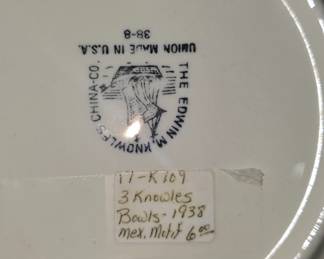 THE EDWIN M. KNOWLES CHINA-CO.
UNION MADE IN U.S.A.
38-8
17-K709
3 Knowles
Bowls-1938
Mex. Motif 6.00